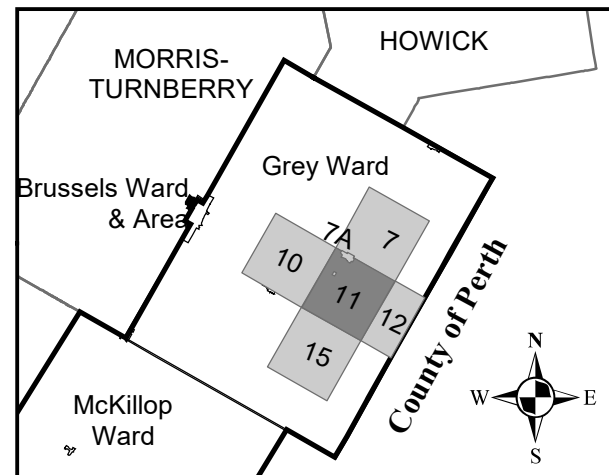 HOWICK
MORRIS-
TURNBERRY
Grey Ward
Brussels Ward
& Area
7A
7
10
11
12
15
County of Perth
McKillop
Ward
N
W
E
S